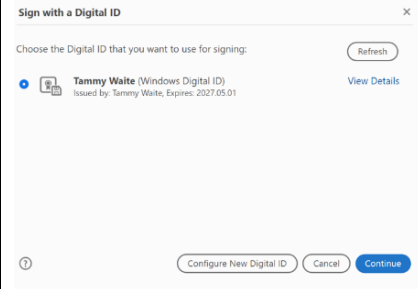 Sign with a Digital ID
Choose the Digital ID that you want to use for signing:
Refresh
Tammy Waite (Windows Digital ID)
View Details
Issued by: Tammy Waite, Expires: 2027.05.01
Configure New Digital ID
Cancel
Continue